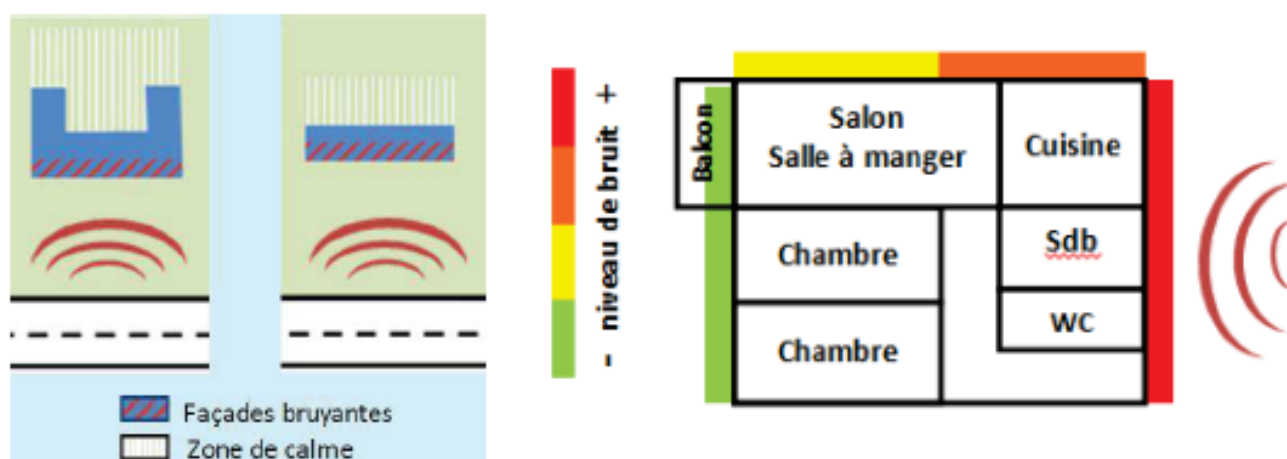 Façades bruyantes
Zone de calme
- niveau de bruit +
Balcon
Salon
Salle à manger
Cuisine
Chambre
Sdb
Chambre
WC